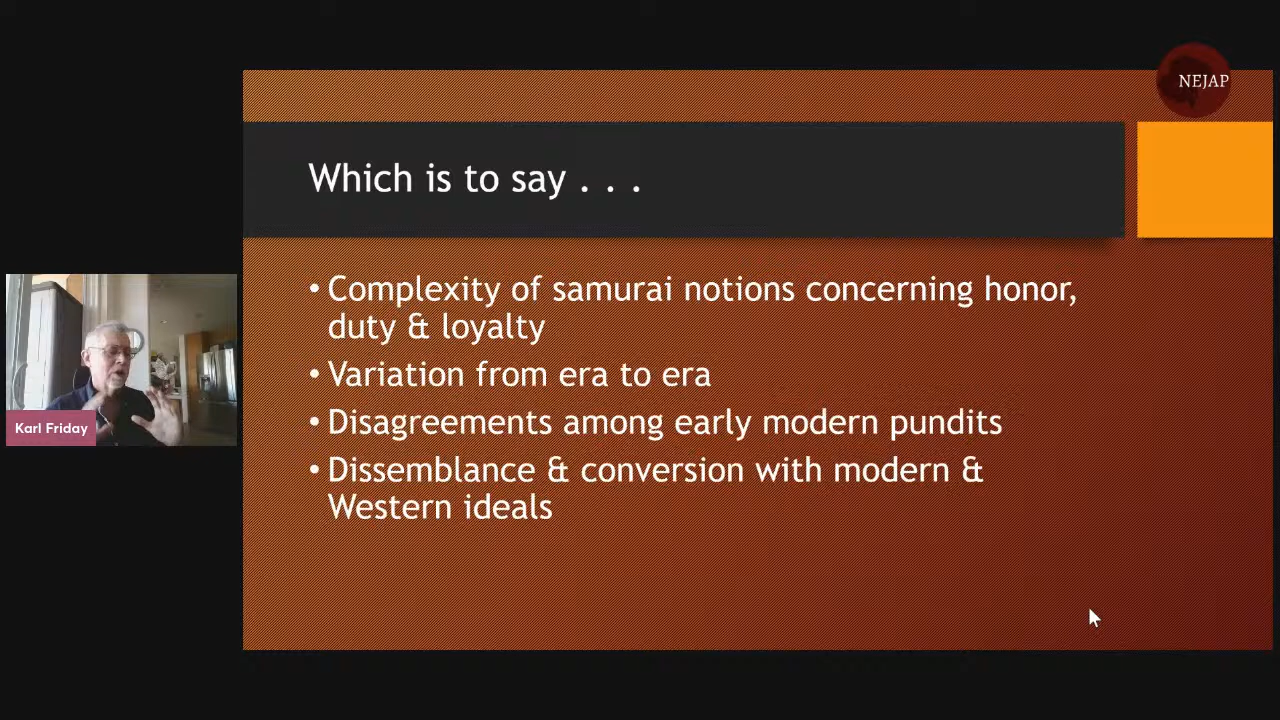 NEJAP
Which is to say . . .
• Complexity of samurai notions concerning honor,
duty & loyalty
• Variation from era to era
• Disagreements among early modern pundits
• Dissemblance & conversion with modern &
Western ideals
Karl Friday